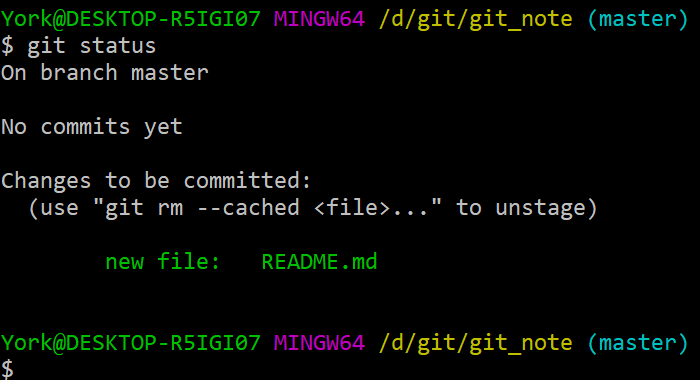 York@DESKTOP-R5IGI07 MINGW64 /d/git/git_note (master)
$ git status
On branch master
No commits yet
Changes to be committed:
  (use "git rm --cached <file>..." to unstage)
        new file:   README.md
York@DESKTOP-R5IGI07 MINGW64 /d/git/git_note (master)
$